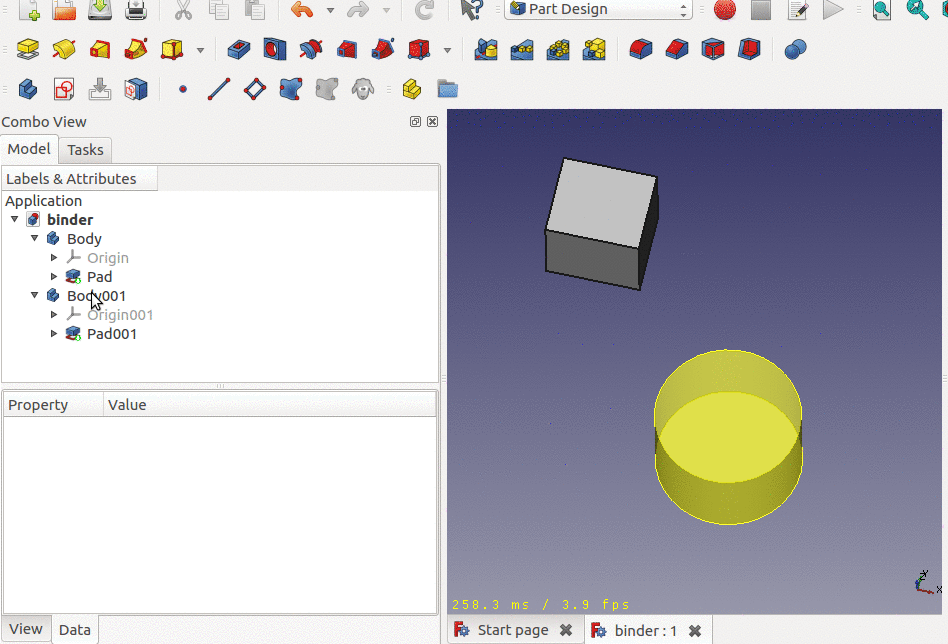 Part Design
Combo View
Model
Tasks
Labels & Attributes
Application
binder
Body
Origin
Pad
Body001
Origin001
Pad001
Property
Value
View
Data
258.3 ms / 3.9 fps
Y
Z
X
Start page
binder : 1